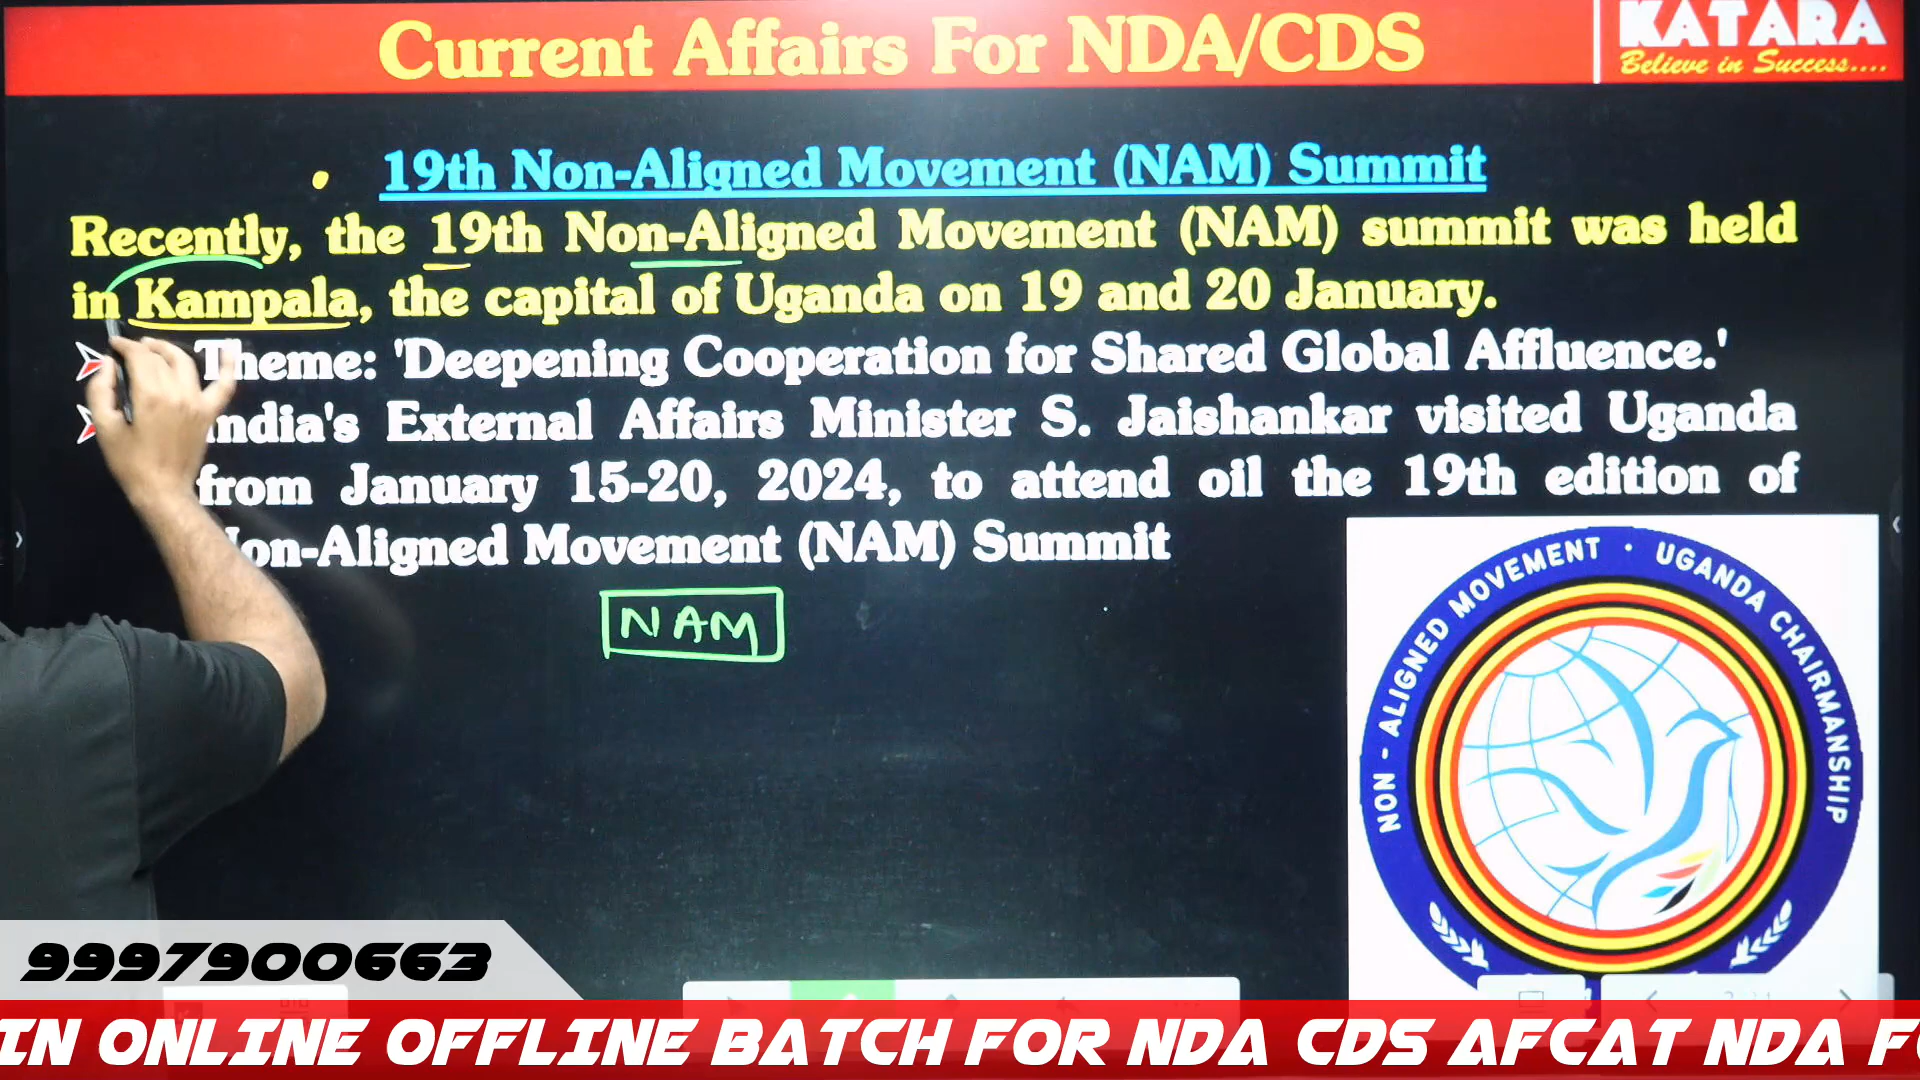 Current Affairs For NDA/CDS
KATARA
Believe in Success....
19th Non-Aligned Movement (NAM) Summit
Recently, the 19th Non-Aligned Movement (NAM) summit was held
in Kampala, the capital of Uganda on 19 and 20 January.
Theme: 'Deepening Cooperation for Shared Global Affluence.'
India's External Affairs Minister S. Jaishankar visited Uganda
from January 15-20, 2024, to attend oil the 19th edition of
Non-Aligned Movement (NAM) Summit
NAM
NON - ALIGNED MOVEMENT · UGANDA CHAIRMANSHIP
9997900663
IN ONLINE OFFLINE BATCH FOR NDA CDS AFCAT NDA F